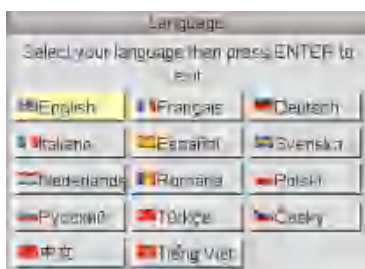 Language
Select your language then press ENTER to
exit
English Français Deutsch
Italiano Español Svenska
Nederlands Română Polski
Русский Türkçe Česky
中文 Tiếng Việt